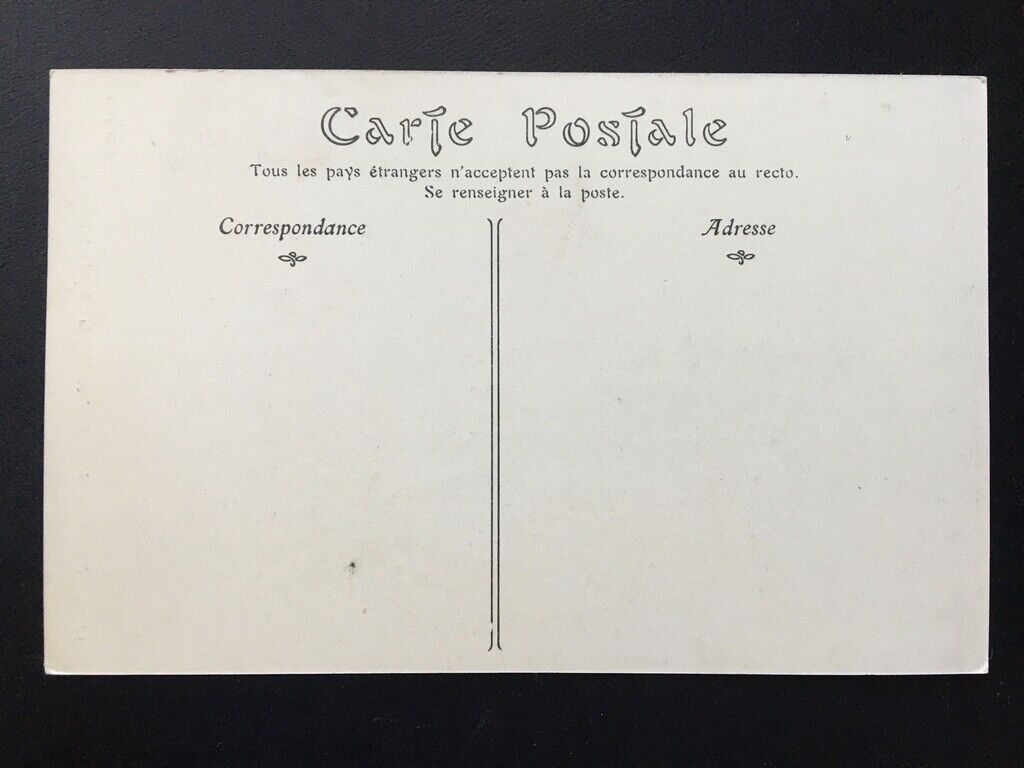 Carte Postale
Tous les pays étrangers n'acceptent pas la correspondance au recto.
Se renseigner à la poste.
Correspondance
Adresse